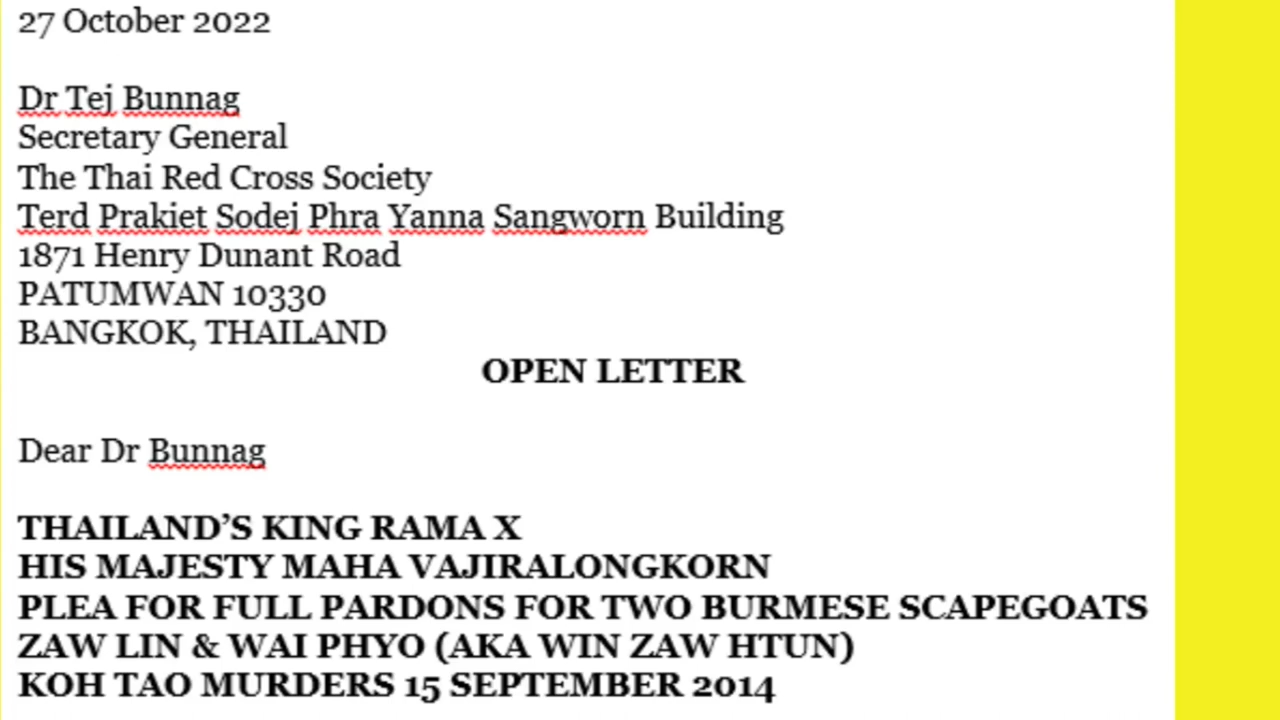 27 October 2022
Dr Tej Bunnag
Secretary General
The Thai Red Cross Society
Terd Prakiet Sodej Phra Yanna Sangworn Building
1871 Henry Dunant Road
PATUMWAN 10330
BANGKOK, THAILAND
OPEN LETTER
Dear Dr Bunnag
THAILAND’S KING RAMA X
HIS MAJESTY MAHA VAJIRALONGKORN
PLEA FOR FULL PARDONS FOR TWO BURMESE SCAPEGOATS
ZAW LIN & WAI PHYO (AKA WIN ZAW HTUN)
KOH TAO MURDERS 15 SEPTEMBER 2014